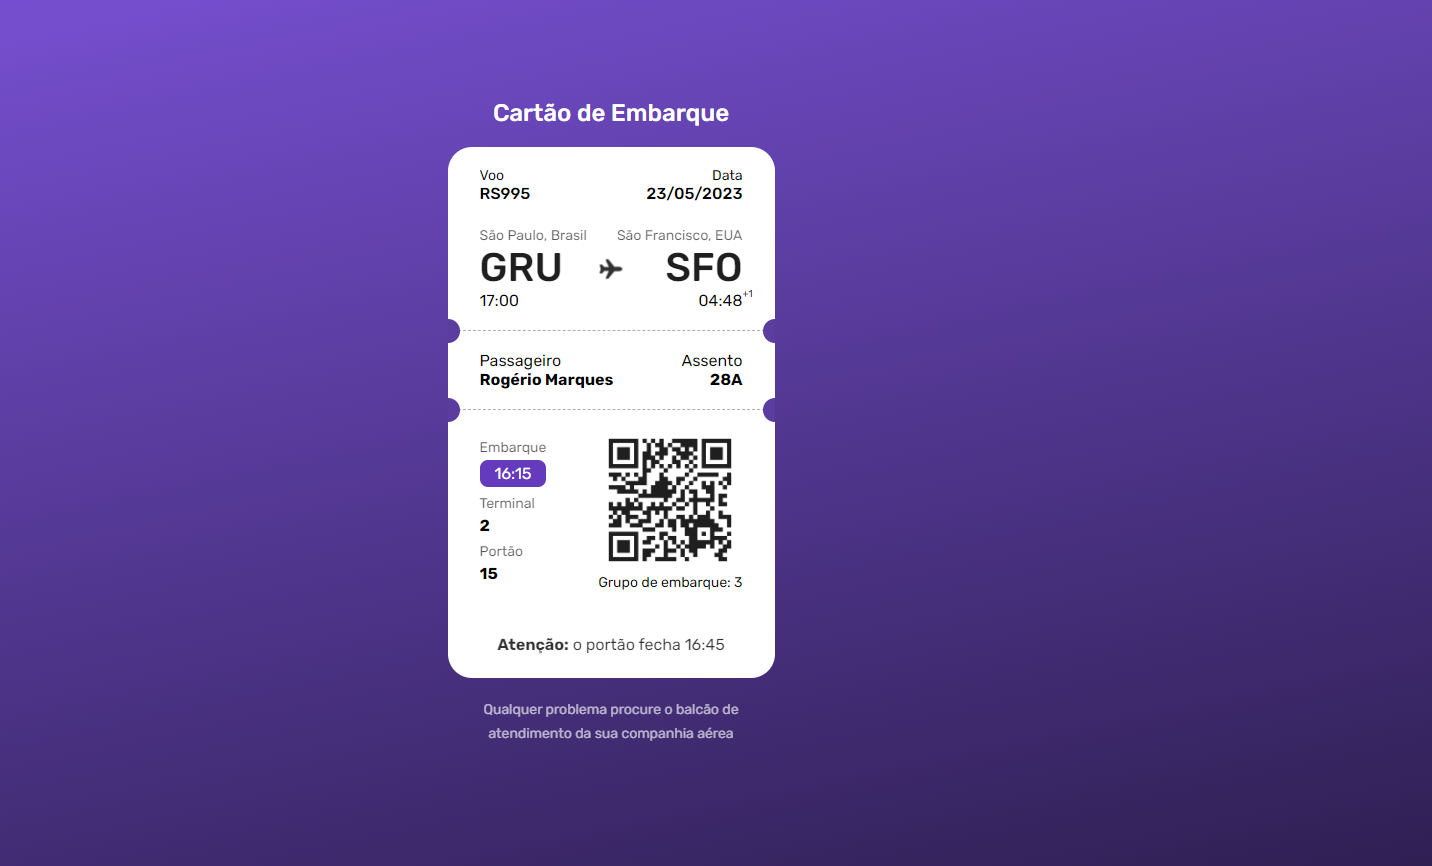 Cartão de Embarque
Voo Data
RS995 23/05/2023
São Paulo, Brasil São Francisco, EUA
GRU SFO
17:00 04:48+1
Passageiro Assento
Rogério Marques 28A
Embarque
16:15
Terminal
2
Portão
15
Grupo de embarque: 3
Atenção: o portão fecha 16:45
Qualquer problema procure o balcão de
atendimento da sua companhia aérea